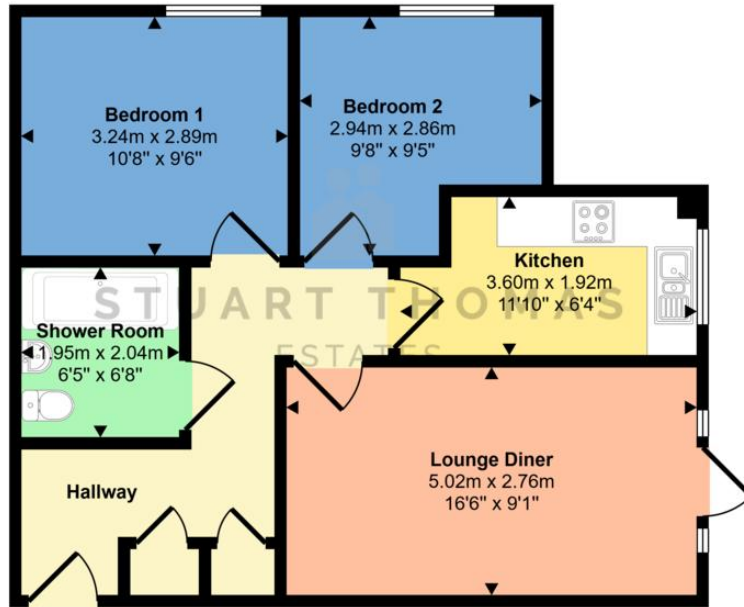 Bedroom 1
3.24m x 2.89m
10'8" x 9'6"
Bedroom 2
2.94m x 2.86m
9'8" x 9'5"
Kitchen
3.60m x 1.92m
11'10" x 6'4"
STUART THOMAS
ESTATES
Shower Room
1.95m x 2.04m
6'5" x 6'8"
Hallway
Lounge Diner
5.02m x 2.76m
16'6" x 9'1"